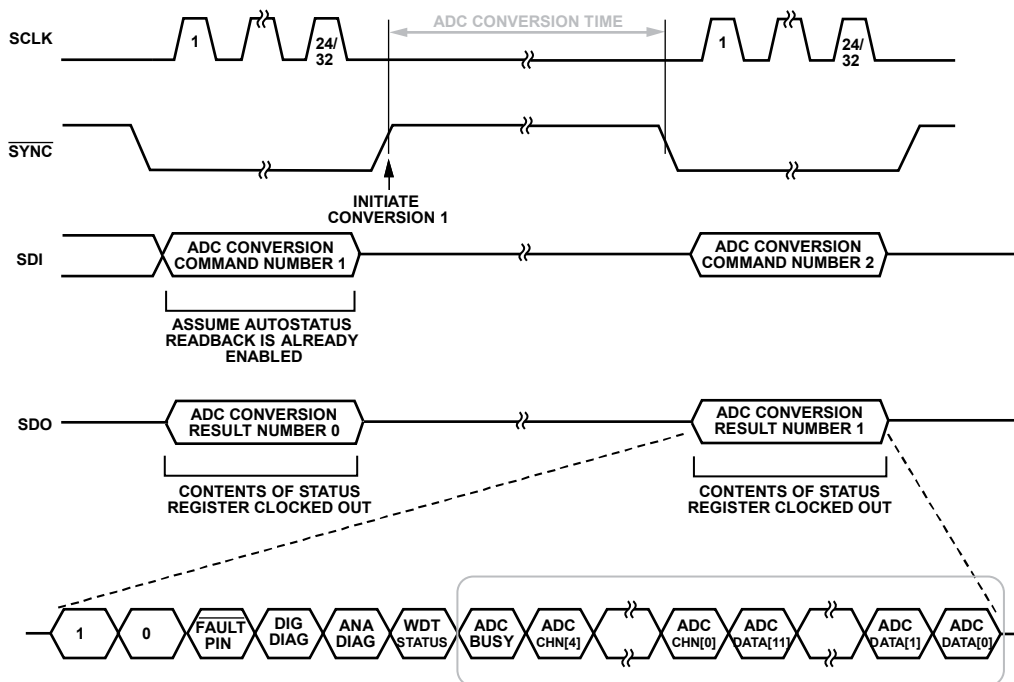 ADC CONVERSION TIME
SCLK
1
24/
32
1
24/
32
SYNC
INITIATE
CONVERSION 1
SDI
ADC CONVERSION
COMMAND NUMBER 1
ADC CONVERSION
COMMAND NUMBER 2
ASSUME AUTOSTATUS
READBACK IS ALREADY
ENABLED
SDO
ADC CONVERSION
RESULT NUMBER 0
ADC CONVERSION
RESULT NUMBER 1
CONTENTS OF STATUS
REGISTER CLOCKED OUT
CONTENTS OF STATUS
REGISTER CLOCKED OUT
1
0
FAULT
PIN
DIG
DIAG
ANA
DIAG
WDT
STATUS
ADC
BUSY
ADC
CHN[4]
ADC
CHN[0]
ADC
DATA[11]
ADC
DATA[1]
ADC
DATA[0]